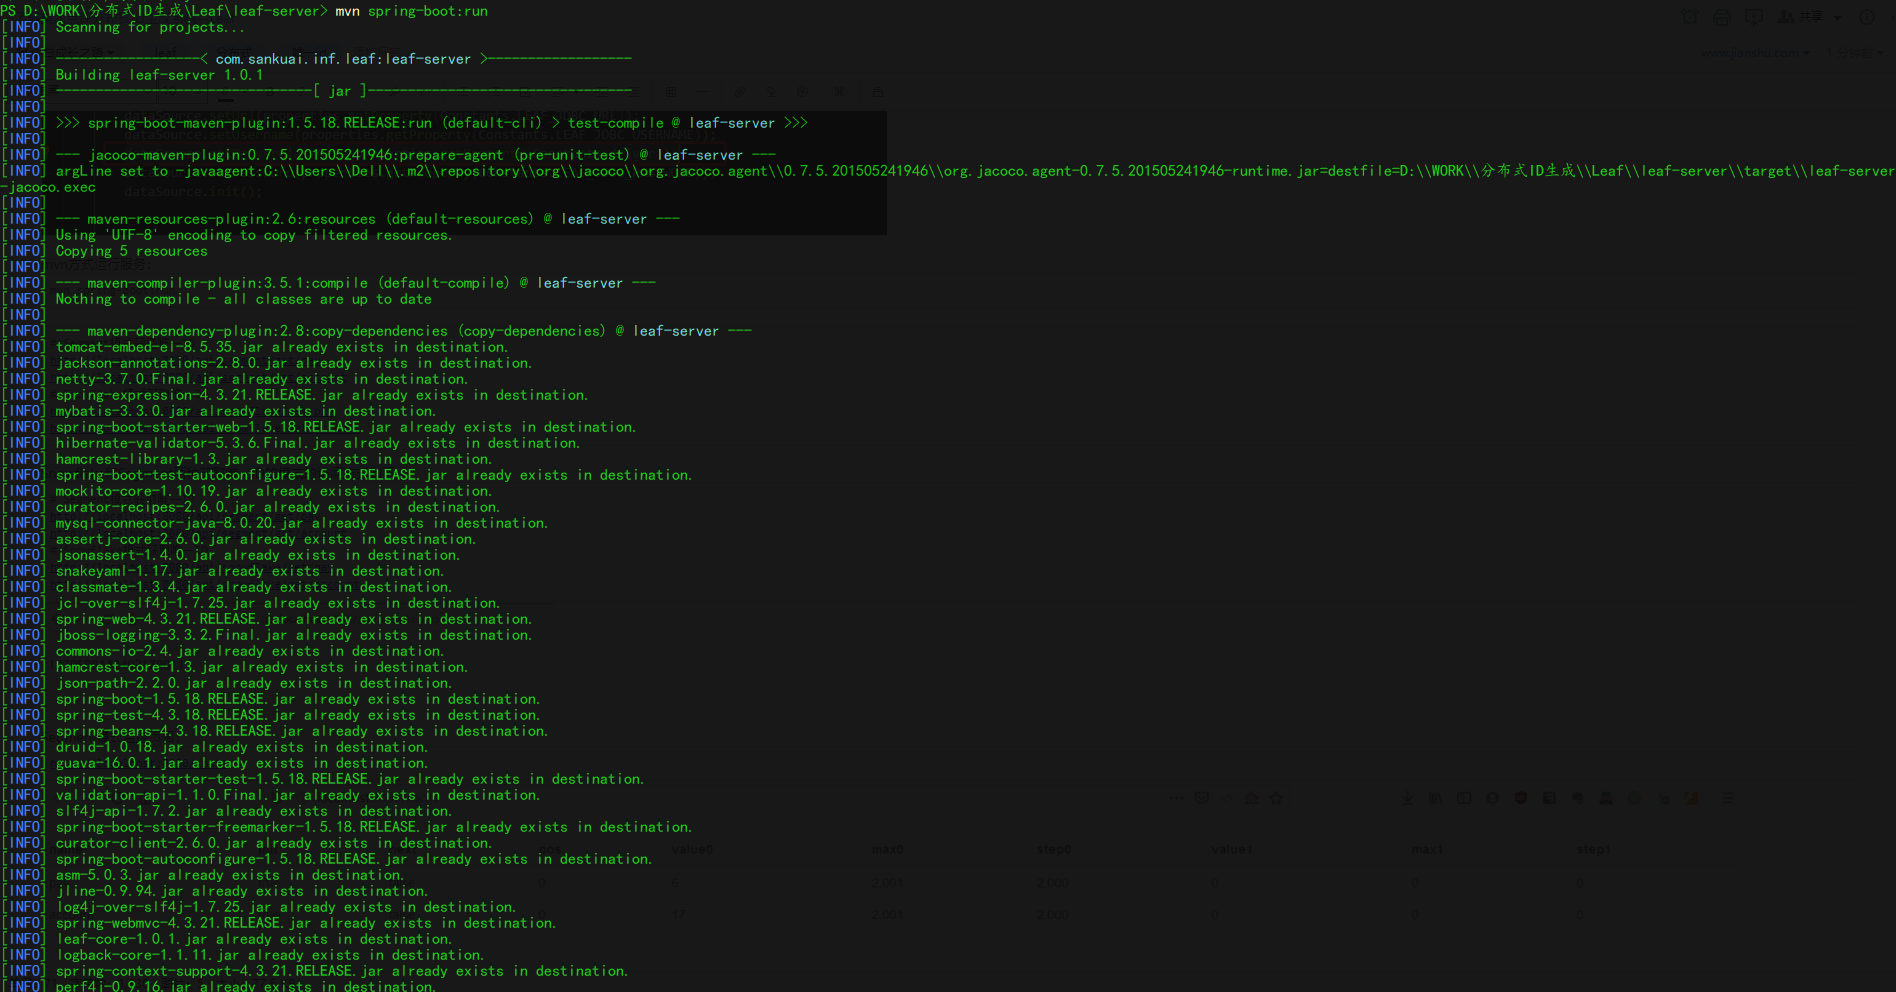 PS D:\WORK\分布式ID生成\Leaf\leaf-server> mvn spring-boot:run
[INFO] Scanning for projects...
[INFO]
[INFO] ------------------< com.sankuai.inf.leaf:leaf-server >------------------
[INFO] Building leaf-server 1.0.1
[INFO] --------------------------------[ jar ]---------------------------------
[INFO]
[INFO] >>> spring-boot-maven-plugin:1.5.18.RELEASE:run (default-cli) > test-compile @ leaf-server >>>
[INFO]
[INFO] --- jacoco-maven-plugin:0.7.5.201505241946:prepare-agent (pre-unit-test) @ leaf-server ---
[INFO] argLine set to -javaagent:C:\\Users\\Dell\\.m2\\repository\\org\\jacoco\\org.jacoco.agent\\0.7.5.201505241946\\org.jacoco.agent-0.7.5.201505241946-runtime.jar=destfile=D:\\WORK\\分布式ID生成\\Leaf\\leaf-server\\target\\leaf-server
-jacoco.exec
dataSource.init();
[INFO]
[INFO] --- maven-resources-plugin:2.6:resources (default-resources) @ leaf-server ---
[INFO] Using 'UTF-8' encoding to copy filtered resources.
[INFO] Copying 5 resources
[INFO]
[INFO] --- maven-compiler-plugin:3.5.1:compile (default-compile) @ leaf-server ---
[INFO] Nothing to compile - all classes are up to date
[INFO]
[INFO] --- maven-dependency-plugin:2.8:copy-dependencies (copy-dependencies) @ leaf-server ---
[INFO] tomcat-embed-el-8.5.35.jar already exists in destination.
[INFO] jackson-annotations-2.8.0.jar already exists in destination.
[INFO] netty-3.7.0.Final.jar already exists in destination.
[INFO] spring-expression-4.3.21.RELEASE.jar already exists in destination.
[INFO] mybatis-3.3.0.jar already exists in destination.
[INFO] spring-boot-starter-web-1.5.18.RELEASE.jar already exists in destination.
[INFO] hibernate-validator-5.3.6.Final.jar already exists in destination.
[INFO] hamcrest-library-1.3.jar already exists in destination.
[INFO] spring-boot-test-autoconfigure-1.5.18.RELEASE.jar already exists in destination.
[INFO] mockito-core-1.10.19.jar already exists in destination.
[INFO] curator-recipes-2.6.0.jar already exists in destination.
[INFO] mysql-connector-java-8.0.20.jar already exists in destination.
[INFO] assertj-core-2.6.0.jar already exists in destination.
[INFO] jsonassert-1.4.0.jar already exists in destination.
[INFO] snakeyaml-1.17.jar already exists in destination.
[INFO] classmate-1.3.4.jar already exists in destination.
[INFO] jcl-over-slf4j-1.7.25.jar already exists in destination.
[INFO] spring-web-4.3.21.RELEASE.jar already exists in destination.
[INFO] jboss-logging-3.3.2.Final.jar already exists in destination.
[INFO] commons-io-2.4.jar already exists in destination.
[INFO] hamcrest-core-1.3.jar already exists in destination.
[INFO] json-path-2.2.0.jar already exists in destination.
[INFO] spring-boot-1.5.18.RELEASE.jar already exists in destination.
[INFO] spring-test-4.3.18.RELEASE.jar already exists in destination.
[INFO] spring-beans-4.3.18.RELEASE.jar already exists in destination.
[INFO] druid-1.0.18.jar already exists in destination.
[INFO] guava-16.0.1.jar already exists in destination.
[INFO] spring-boot-starter-test-1.5.18.RELEASE.jar already exists in destination.
[INFO] validation-api-1.1.0.Final.jar already exists in destination.
[INFO] slf4j-api-1.7.2.jar already exists in destination.
[INFO] spring-boot-starter-freemarker-1.5.18.RELEASE.jar already exists in destination.
[INFO] curator-client-2.6.0.jar already exists in destination.
[INFO] spring-boot-autoconfigure-1.5.18.RELEASE.jar already exists in destination.
[INFO] asm-5.0.3.jar already exists in destination.
[INFO] jline-0.9.94.jar already exists in destination.
[INFO] log4j-over-slf4j-1.7.25.jar already exists in destination.
[INFO] spring-webmvc-4.3.21.RELEASE.jar already exists in destination.
[INFO] leaf-core-1.0.1.jar already exists in destination.
[INFO] logback-core-1.1.11.jar already exists in destination.
[INFO] spring-context-support-4.3.21.RELEASE.jar already exists in destination.
[INFO] perf4j-0.9.16.jar already exists in destination.